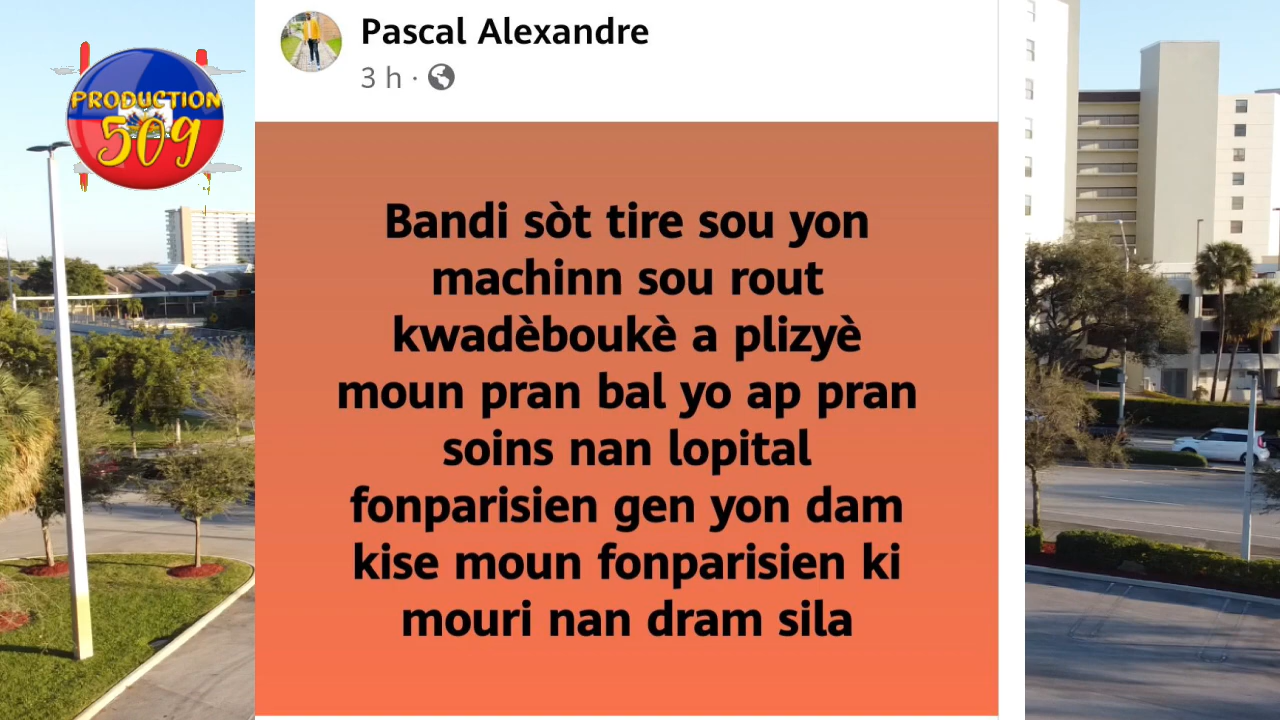 PRODUCTION
509
Pascal Alexandre
3 h ·
Bandi sòt tire sou yon
machinn sou rout
kwadèboukè a plizyè
moun pran bal yo ap pran
soins nan lopital
fonparisien gen yon dam
kise moun fonparisien ki
mouri nan dram sila